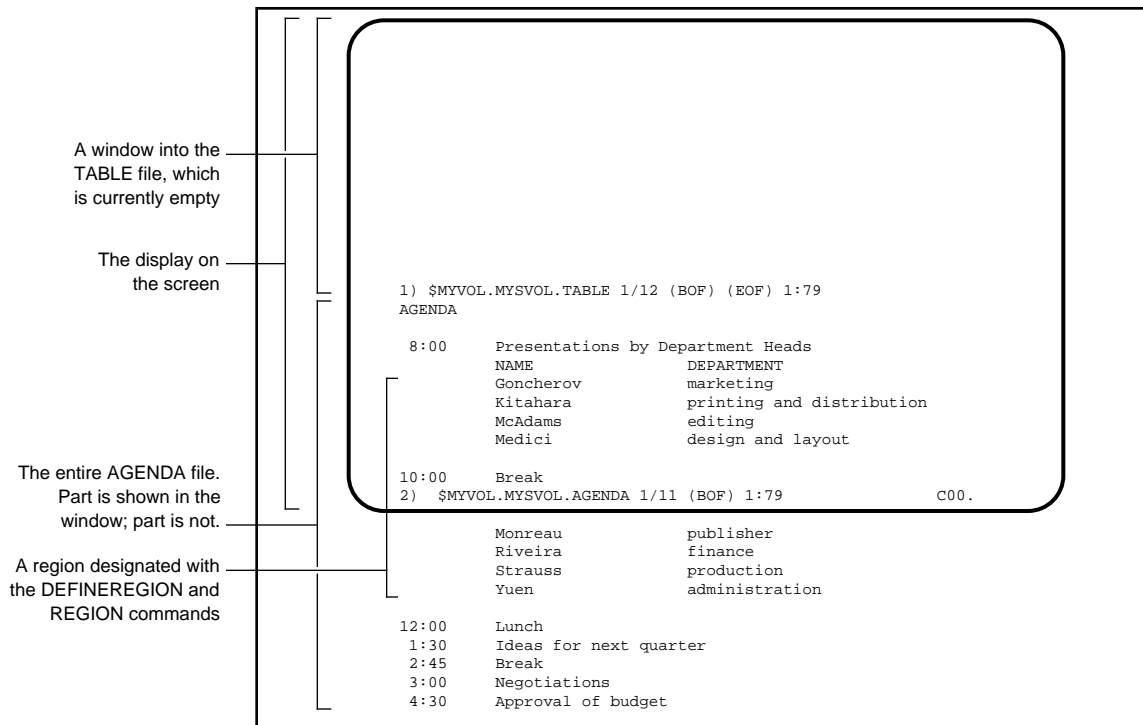 A window into the
TABLE file, which
is currently empty
The display on
the screen
1) $MYVOL.MYSVOL.TABLE 1/12 (BOF) (EOF) 1:79
AGENDA
8:00 Presentations by Department Heads
NAME DEPARTMENT
Goncherov marketing
Kitahara printing and distribution
McAdams editing
Medici design and layout
The entire AGENDA file.
Part is shown in the
window; part is not.
10:00 Break
2) $MYVOL.MYSVOL.AGENDA 1/11 (BOF) 1:79 C00.
Monreau publisher
Riveira finance
Strauss production
Yuen administration
A region designated with
the DEFINEREGION and
REGION commands
12:00 Lunch
1:30 Ideas for next quarter
2:45 Break
3:00 Negotiations
4:30 Approval of budget